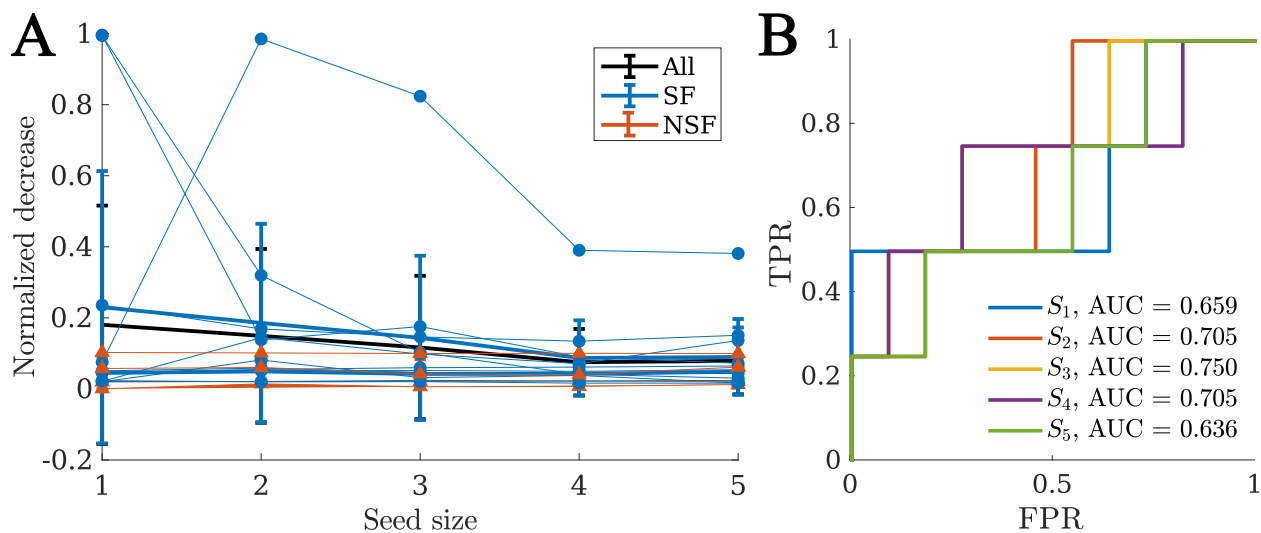 A
Normalized decrease
1
0.8
0.6
0.4
0.2
0
-0.2
1 2 3 4 5
Seed size
All
SF
NSF
B
TPR
1
0.8
0.6
0.4
0.2
0
0 0.5 1
FPR
S₁, AUC = 0.659
S₂, AUC = 0.705
S₃, AUC = 0.750
S₄, AUC = 0.705
S₅, AUC = 0.636